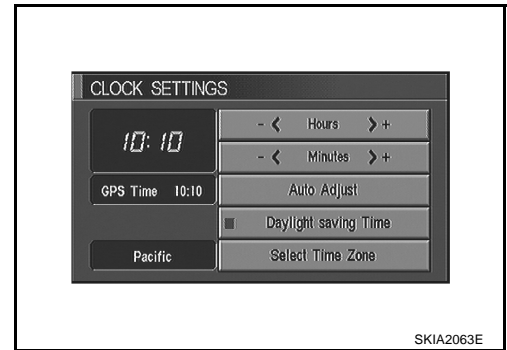 CLOCK SETTINGS
10:10
- < Hours > +
- < Minutes > +
GPS Time 10:10
Auto Adjust
Daylight saving Time
Pacific
Select Time Zone
SKIA2063E